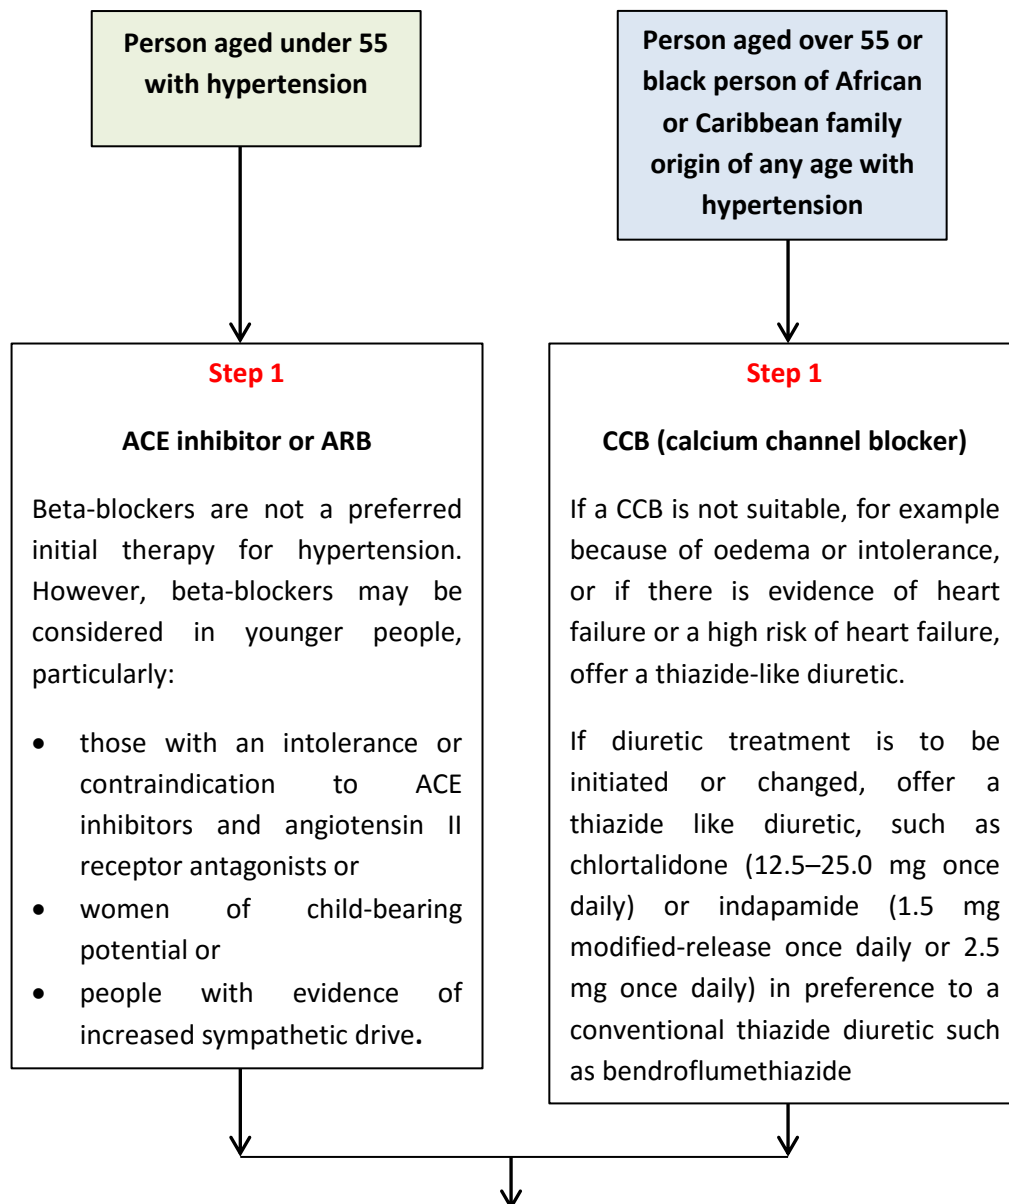 Person aged under 55
with hypertension
Person aged over 55 or
black person of African
or Caribbean family
origin of any age with
hypertension
Step 1
ACE inhibitor or ARB
Beta-blockers are not a preferred
initial therapy for hypertension.
However, beta-blockers may be
considered in younger people,
particularly:
• those with an intolerance or
contraindication to ACE
inhibitors and angiotensin II
receptor antagonists or
• women of child-bearing
potential or
• people with evidence of
increased sympathetic drive.
Step 1
CCB (calcium channel blocker)
If a CCB is not suitable, for example
because of oedema or intolerance,
or if there is evidence of heart
failure or a high risk of heart failure,
offer a thiazide-like diuretic.
If diuretic treatment is to be
initiated or changed, offer a
thiazide like diuretic, such as
chlortalidone (12.5–25.0 mg once
daily) or indapamide (1.5 mg
modified-release once daily or 2.5
mg once daily) in preference to a
conventional thiazide diuretic such
as bendroflumethiazide